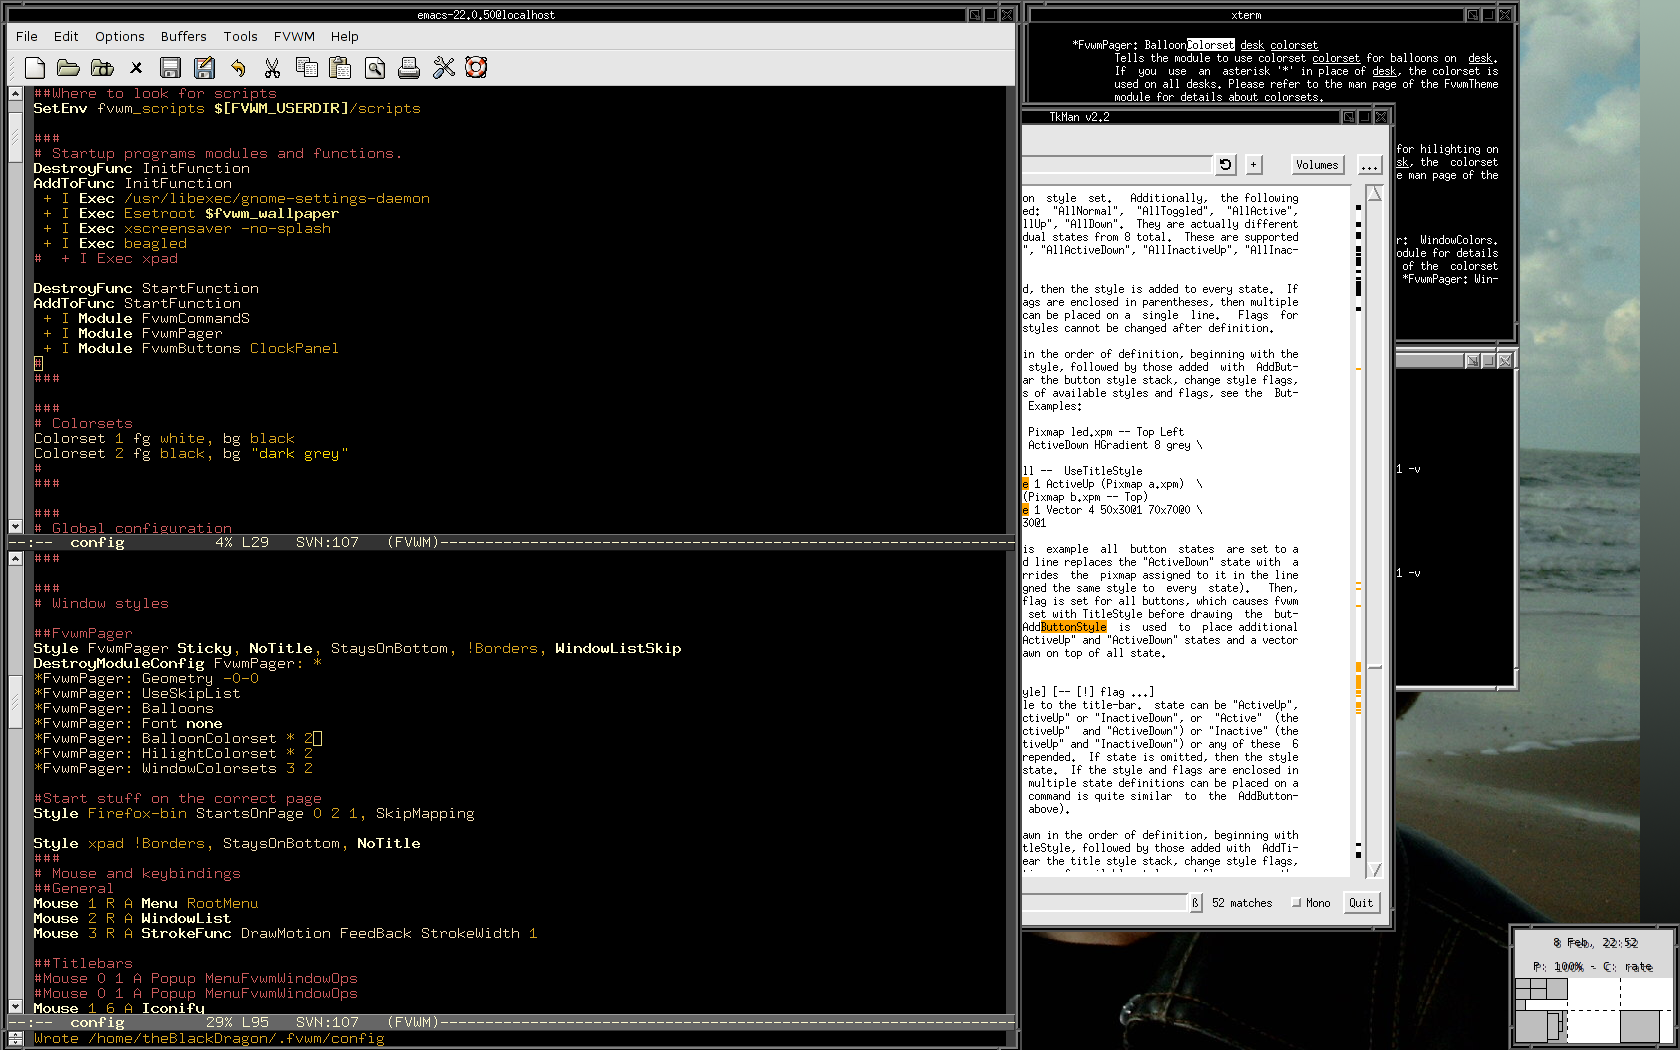 emacs-22.0.50@localhost
File Edit Options Buffers Tools FVWM Help
##Where to look for scripts
SetEnv fvwm_scripts $[FVWM_USERDIR]/scripts
###
# Startup programs modules and functions.
DestroyFunc InitFunction
AddToFunc InitFunction
+ I Exec /usr/libexec/gnome-settings-daemon
+ I Exec Esetroot $fvwm_wallpaper
+ I Exec xscreensaver -no-splash
+ I Exec beagled
#  + I Exec xpad
DestroyFunc StartFunction
AddToFunc StartFunction
+ I Module FvwmCommandS
+ I Module FvwmPager
+ I Module FvwmButtons ClockPanel
#
###
###
# Colorsets
Colorset 1 fg white, bg black
Colorset 2 fg black, bg "dark grey"
#
###
###
# Global configuration
--:-- config 4% L29 SVN:107 (FVWM)
###
###
# Window styles
##FvwmPager
Style FvwmPager Sticky, NoTitle, StaysOnBottom, !Borders, WindowListSkip
DestroyModuleConfig FvwmPager: *
*FvwmPager: Geometry -0-0
*FvwmPager: UseSkipList
*FvwmPager: Balloons
*FvwmPager: Font none
*FvwmPager: BalloonColorset * 2
*FvwmPager: HilightColorset * 2
*FvwmPager: WindowColorsets 3 2
#Start stuff on the correct page
Style Firefox-bin StartsOnPage 0 2 1, SkipMapping
Style xpad !Borders, StaysOnBottom, NoTitle
###
# Mouse and keybindings
##General
Mouse 1 R A Menu RootMenu
Mouse 2 R A WindowList
Mouse 3 R A StrokeFunc DrawMotion FeedBack StrokeWidth 1
##Titlebars
#Mouse 0 1 A Popup MenuFvwmWindowOps
#Mouse 0 1 A Popup MenuFvwmWindowOps
Mouse 1 6 A Iconify
--:-- config 29% L95 SVN:107 (FVWM)
Wrote /home/theBlackDragon/.fvwm/config
xterm
*FvwmPager: BalloonColorset desk colorset
Tells the module to use colorset colorset for balloons on desk.
If you use an asterisk '*' in place of desk, the colorset is
used on all desks. Please refer to the man page of the FvwmTheme
module for details about colorsets.
for hilighting on
sk, the colorset
e man page of the
r: WindowColors.
odule for details
of the colorset
*FvwmPager: Win-
TkMan v2.2
+ Volumes ...
on style set. Additionally, the following
ed: "AllNormal", "AllToggled", "AllActive",
llUp", "AllDown". They are actually different
dual states from 8 total. These are supported
", "AllActiveDown", "AllInactiveUp", "AllInac-
d, then the style is added to every state. If
ags are enclosed in parentheses, then multiple
can be placed on a single line. Flags for
styles cannot be changed after definition.
in the order of definition, beginning with the
style, followed by those added with AddBut-
ar the button style stack, change style flags,
s of available styles and flags, see the But-
Examples:
Pixmap led.xpm -- Top Left
ActiveDown HGradient 8 grey \
ll -- UseTitleStyle
e 1 ActiveUp (Pixmap a.xpm) \
(Pixmap b.xpm -- Top)
e 1 Vector 4 50x30@1 70x70@0 \
30@1
is example all button states are set to a
d line replaces the "ActiveDown" state with a
rrides the pixmap assigned to it in the line
gned the same style to every state). Then,
flag is set for all buttons, which causes fvwm
set with TitleStyle before drawing the but-
AddButtonStyle is used to place additional
ActiveUp" and "ActiveDown" states and a vector
awn on top of all state.
yle] [-- [!] flag ...]
le to the title-bar. state can be "ActiveUp",
ctiveUp" or "InactiveDown", or "Active" (the
ctiveUp" and "ActiveDown") or "Inactive" (the
tiveUp" and "InactiveDown") or any of these 6
repended. If state is omitted, then the style
state. If the style and flags are enclosed in
multiple state definitions can be placed on a
command is quite similar to the AddButton-
above).
awn in the order of definition, beginning with
tleStyle, followed by those added with AddTi-
ear the title style stack, change style flags,
ß 52 matches Mono Quit
1 -v
1 -v
8 Feb, 22:52
P: 100% - C: rate